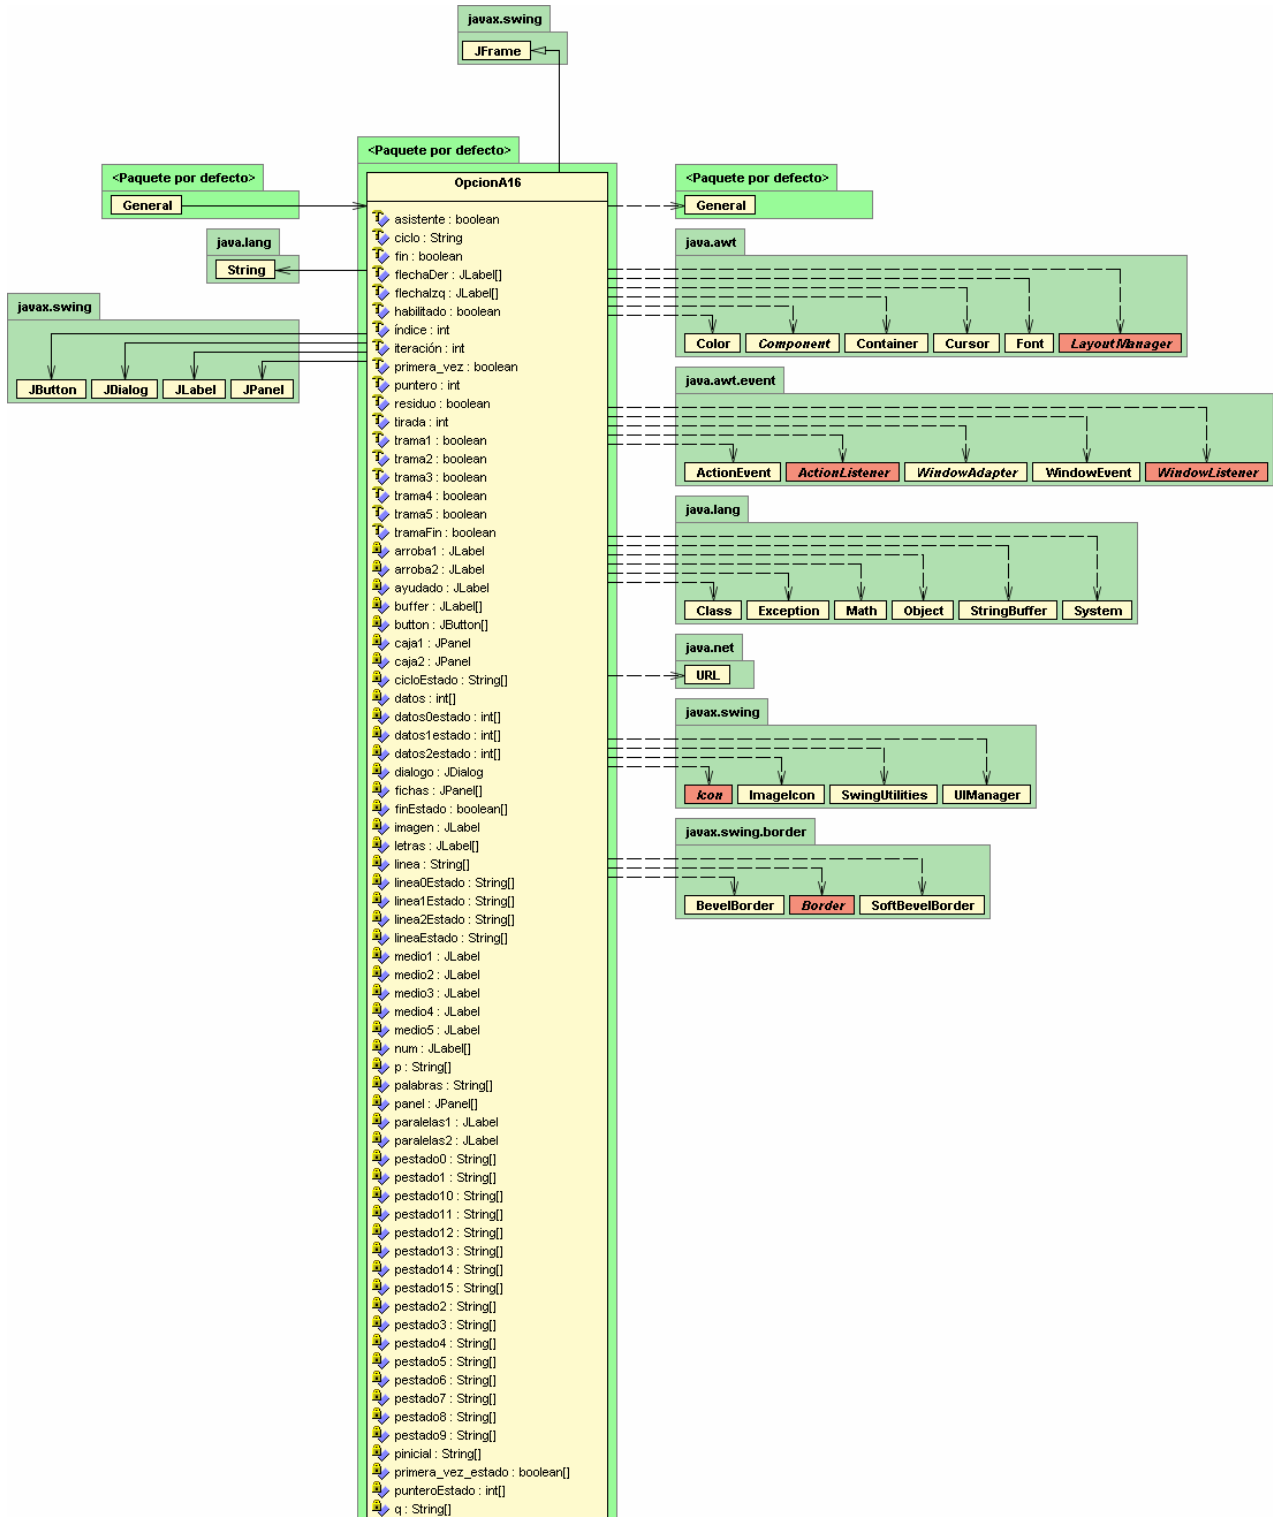 javax.swing
JFrame
<Paquete por defecto>
General
java.lang
String
javax.swing
JButton JDialog JLabel JPanel
<Paquete por defecto>
OpcionA16
asistente : boolean
ciclo : String
fin : boolean
flechaDer : JLabel[]
flechaIzq : JLabel[]
habilitado : boolean
índice : int
iteración : int
primera_vez : boolean
puntero : int
residuo : boolean
tirada : int
trama1 : boolean
trama2 : boolean
trama3 : boolean
trama4 : boolean
trama5 : boolean
tramaFin : boolean
arroba1 : JLabel
arroba2 : JLabel
ayudado : JLabel
buffer : JLabel[]
button : JButton[]
caja1 : JPanel
caja2 : JPanel
cicloEstado : String[]
datos : int[]
datos0estado : int[]
datos1estado : int[]
datos2estado : int[]
dialogo : JDialog
fichas : JPanel[]
finEstado : boolean[]
imagen : JLabel
letras : JLabel[]
linea : String[]
linea0Estado : String[]
linea1Estado : String[]
linea2Estado : String[]
lineaEstado : String[]
medio1 : JLabel
medio2 : JLabel
medio3 : JLabel
medio4 : JLabel
medio5 : JLabel
num : JLabel[]
p : String[]
palabras : String[]
panel : JPanel[]
paralelas1 : JLabel
paralelas2 : JLabel
pestado0 : String[]
pestado1 : String[]
pestado10 : String[]
pestado11 : String[]
pestado12 : String[]
pestado13 : String[]
pestado14 : String[]
pestado15 : String[]
pestado2 : String[]
pestado3 : String[]
pestado4 : String[]
pestado5 : String[]
pestado6 : String[]
pestado7 : String[]
pestado8 : String[]
pestado9 : String[]
pinicial : String[]
primera_vez_estado : boolean[]
punteroEstado : int[]
q : String[]
<Paquete por defecto>
General
java.awt
Color Component Container Cursor Font LayoutManager
java.awt.event
ActionEvent ActionListener WindowAdapter WindowEvent WindowListener
java.lang
Class Exception Math Object StringBuffer System
java.net
URL
javax.swing
Icon ImageIcon SwingUtilities UIManager
javax.swing.border
BevelBorder Border SoftBevelBorder